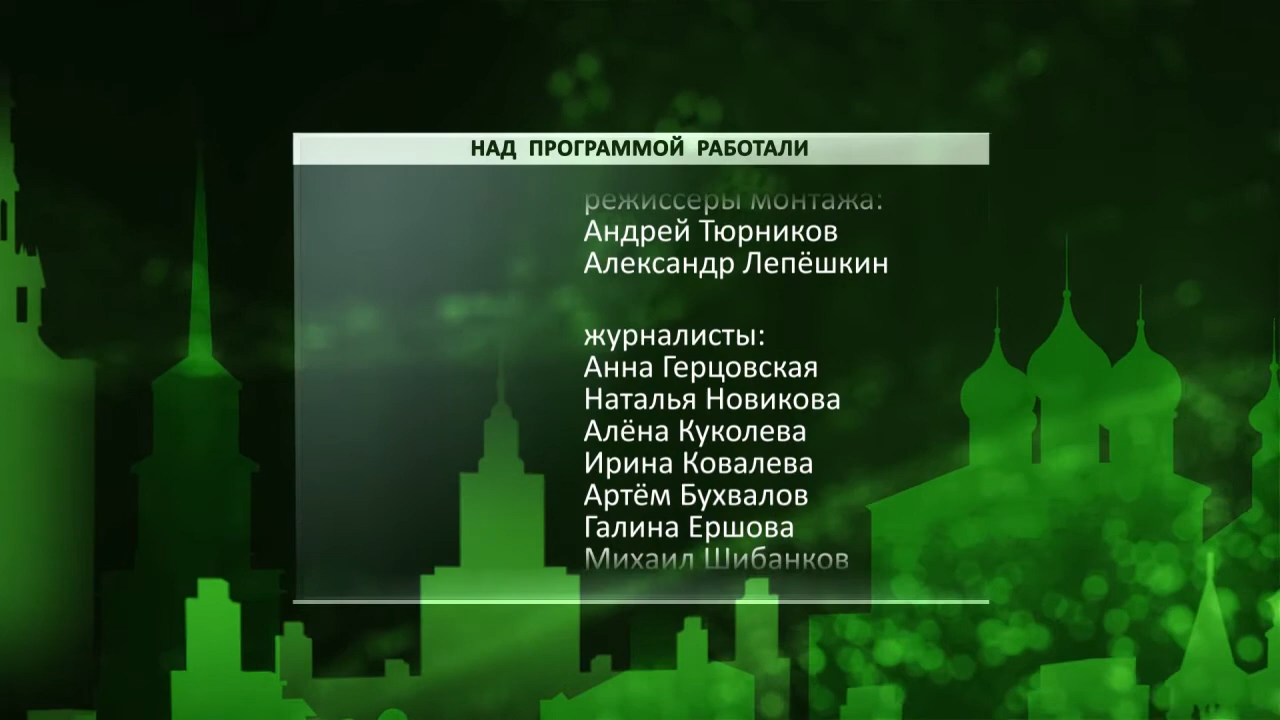 НАД ПРОГРАММОЙ РАБОТАЛИ
режиссеры монтажа:
Андрей Тюрников
Александр Лепёшкин
журналисты:
Анна Герцовская
Наталья Новикова
Алёна Куколева
Ирина Ковалева
Артём Бухвалов
Галина Ершова
Михаил Шибанков